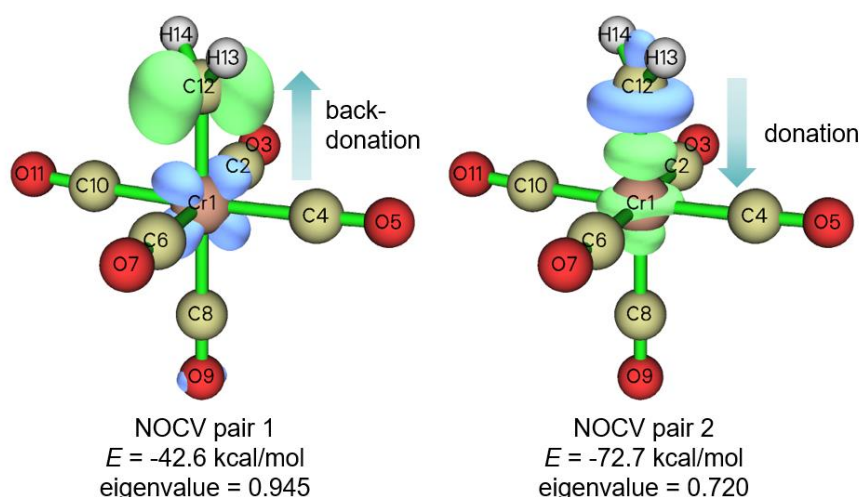 H14
H13
C12
back-
donation
O3
C2
O11
C10
Cr1
C4
O5
C6
O7
C8
O9
NOCV pair 1
E = -42.6 kcal/mol
eigenvalue = 0.945
H14
H13
C12
donation
O3
C2
O11
C10
Cr1
C4
O5
C6
O7
C8
O9
NOCV pair 2
E = -72.7 kcal/mol
eigenvalue = 0.720